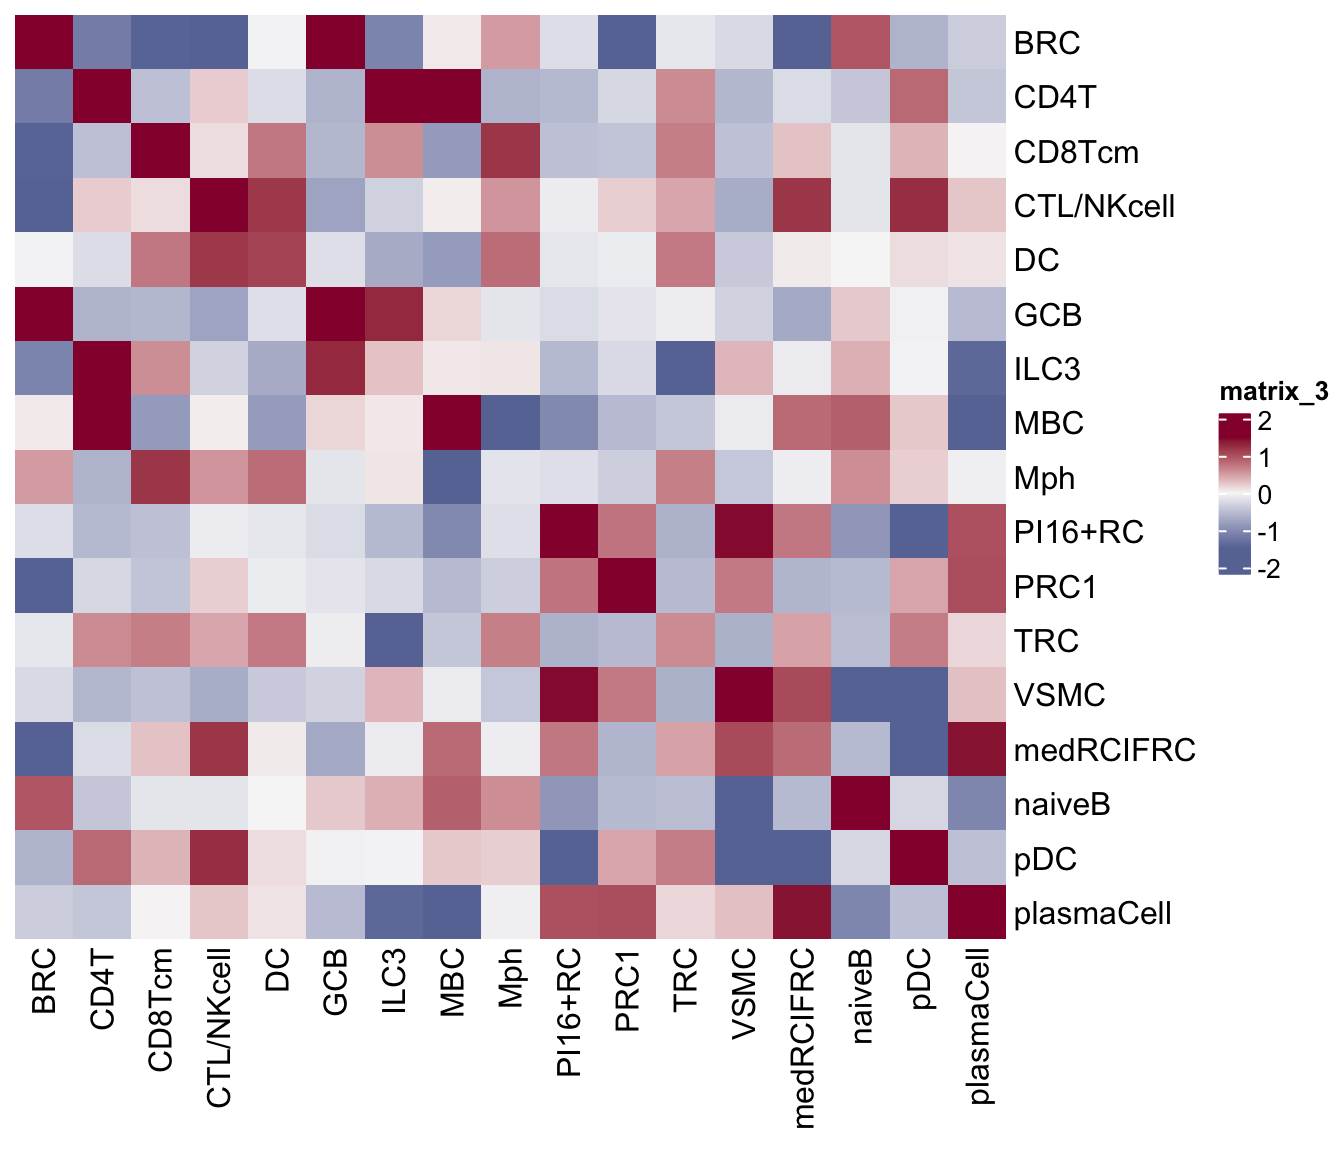 BRC
CD4T
CD8Tcm
CTL/NKcell
DC
GCB
ILC3
MBC
Mph
PI16+RC
PRC1
TRC
VSMC
medRCIFRC
naiveB
pDC
plasmaCell
matrix_3
2
1
0
-1
-2
BRC
CD4T
CD8Tcm
CTL/NKcell
DC
GCB
ILC3
MBC
Mph
PI16+RC
PRC1
TRC
VSMC
medRCIFRC
naiveB
pDC
plasmaCell